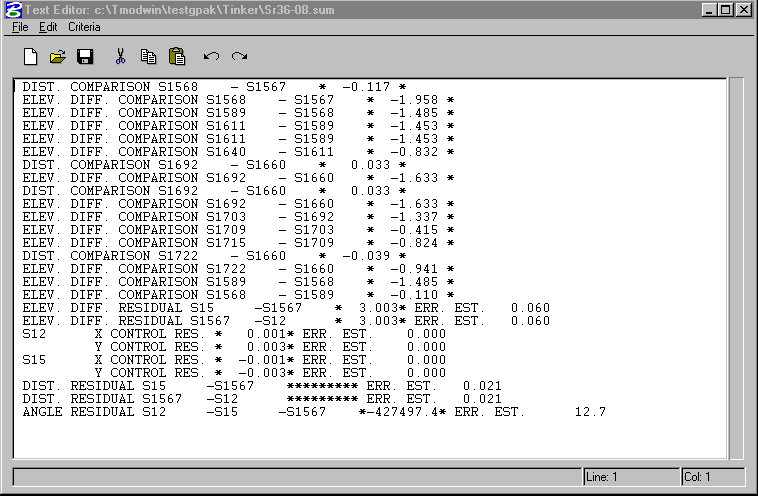 Text Editor: c:\Tmodwin\testgpak\Tinker\Sr36-08.sum
File Edit Criteria
DIST. COMPARISON S1568 - S1567 * -0.117 *
ELEV. DIFF. COMPARISON S1568 - S1567 * -1.958 *
ELEV. DIFF. COMPARISON S1589 - S1568 * -1.485 *
ELEV. DIFF. COMPARISON S1611 - S1589 * -1.453 *
ELEV. DIFF. COMPARISON S1611 - S1589 * -1.453 *
ELEV. DIFF. COMPARISON S1640 - S1611 * -0.832 *
DIST. COMPARISON S1692 - S1660 * 0.033 *
ELEV. DIFF. COMPARISON S1692 - S1660 * -1.633 *
DIST. COMPARISON S1692 - S1660 * 0.033 *
ELEV. DIFF. COMPARISON S1692 - S1660 * -1.633 *
ELEV. DIFF. COMPARISON S1703 - S1692 * -1.337 *
ELEV. DIFF. COMPARISON S1709 - S1703 * -0.415 *
ELEV. DIFF. COMPARISON S1715 - S1709 * -0.824 *
DIST. COMPARISON S1722 - S1660 * -0.039 *
ELEV. DIFF. COMPARISON S1722 - S1660 * -0.941 *
ELEV. DIFF. COMPARISON S1589 - S1568 * -1.485 *
ELEV. DIFF. COMPARISON S1568 - S1589 * -0.110 *
ELEV. DIFF. RESIDUAL S15 -S1567 * 3.003* ERR. EST. 0.060
ELEV. DIFF. RESIDUAL S1567 -S12 * 3.003* ERR. EST. 0.060
S12 X CONTROL RES. * 0.001* ERR. EST. 0.000
Y CONTROL RES. * 0.003* ERR. EST. 0.000
S15 X CONTROL RES. * -0.001* ERR. EST. 0.000
Y CONTROL RES. * -0.003* ERR. EST. 0.000
DIST. RESIDUAL S15 -S1567 ********* ERR. EST. 0.021
DIST. RESIDUAL S1567 -S12 ********* ERR. EST. 0.021
ANGLE RESIDUAL S12 -S15 -S1567 *-427497.4* ERR. EST. 12.7
Line: 1 Col: 1